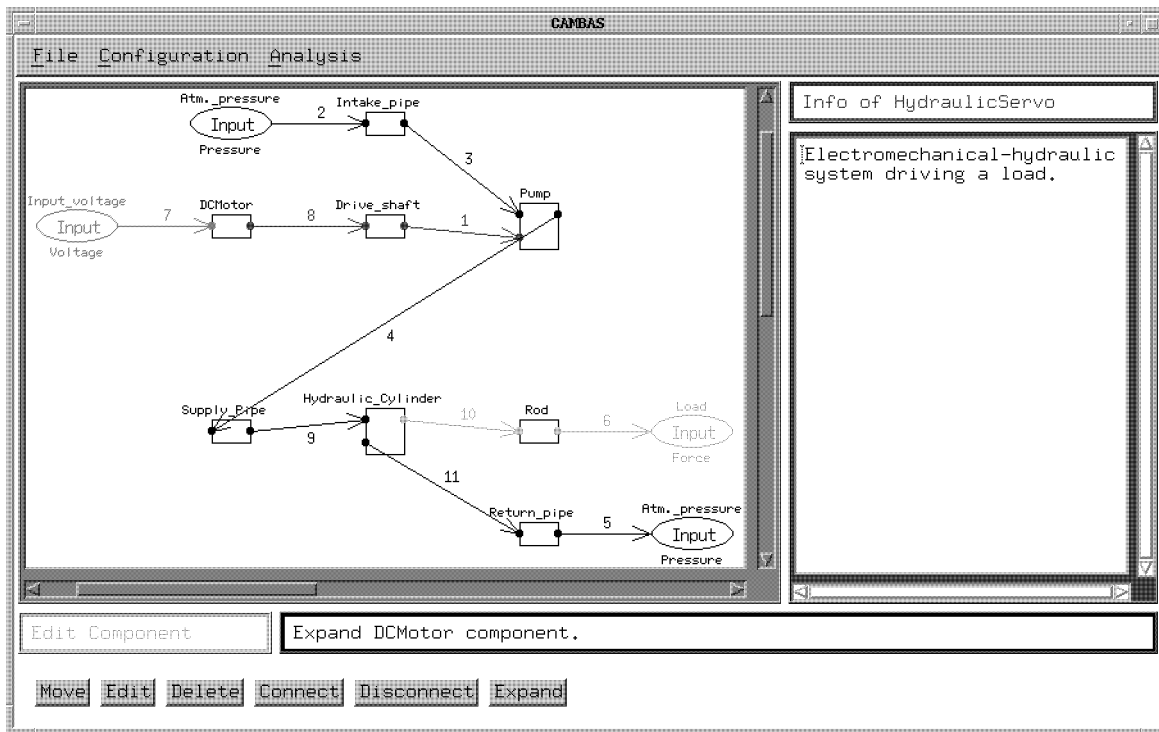 CAMBAS
File Configuration Analysis
Atm._pressure
Input
Pressure
2
Intake_pipe
3
Input_voltage
Input
Voltage
7
DCMotor
8
Drive_shaft
1
Pump
4
Supply_Pipe
9
Hydraulic_Cylinder
10
Rod
6
Load
Input
Force
11
Return_pipe
5
Atm._pressure
Input
Pressure
Info of HydraulicServo
Electromechanical-hydraulic
system driving a load.
Edit Component
Expand DCMotor component.
Move Edit Delete Connect Disconnect Expand